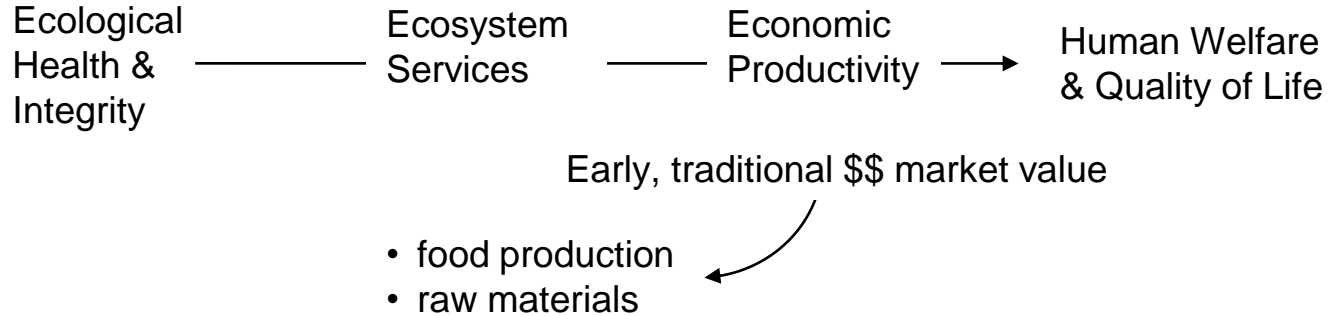 Ecological
Health &
Integrity
Ecosystem
Services
Economic
Productivity
Human Welfare
& Quality of Life
Early, traditional $$ market value
• food production
• raw materials